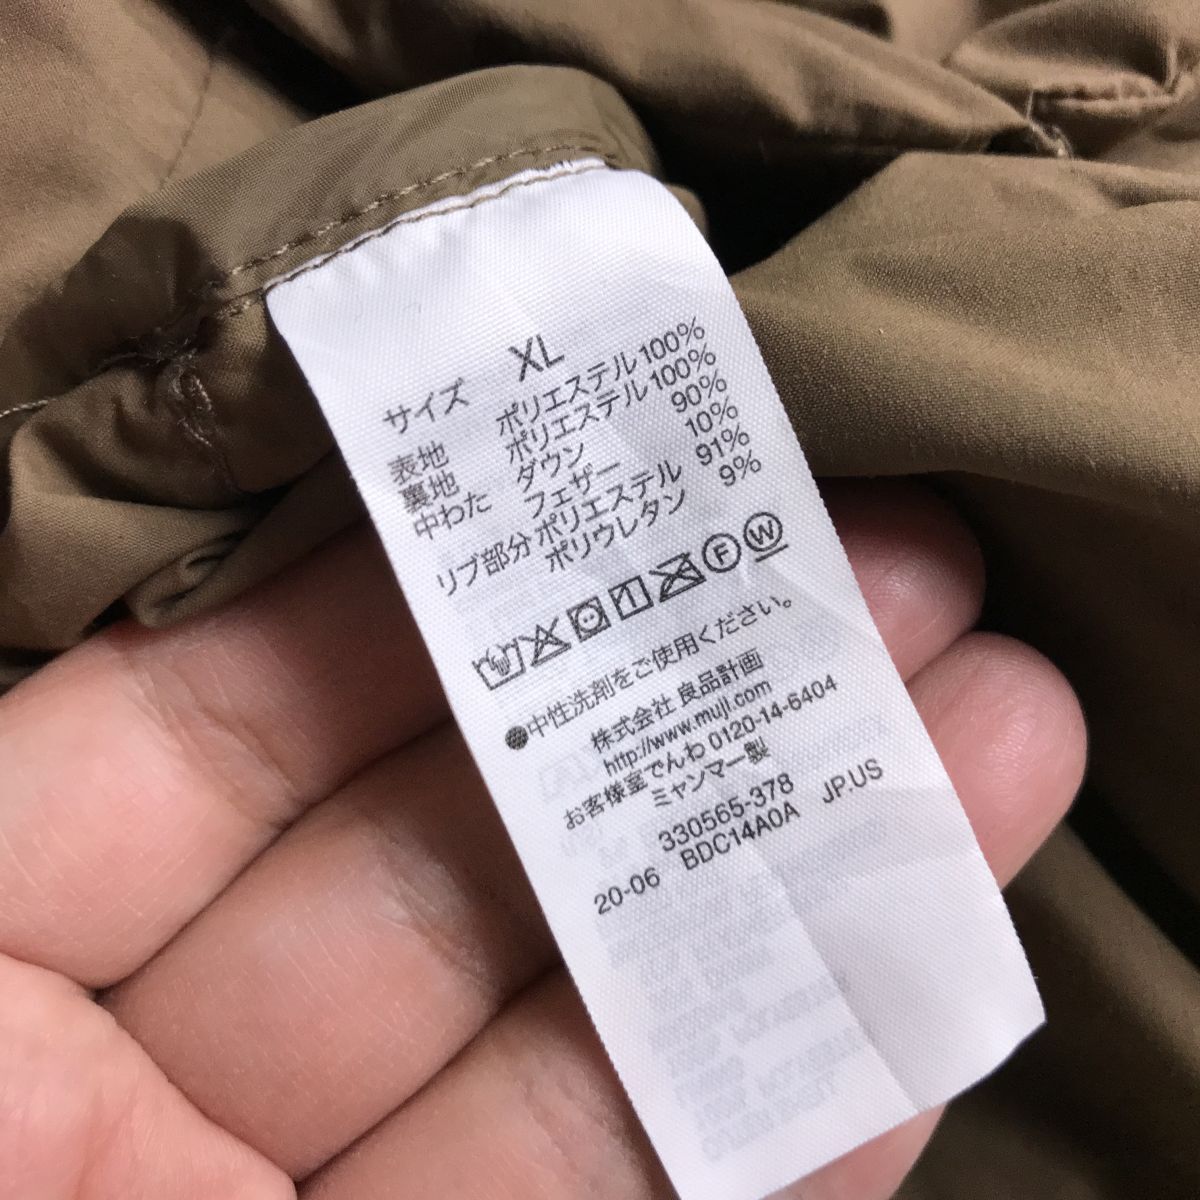 サイズ XL
表地 ポリエステル100%
裏地 ポリエステル100%
中わた ダウン 90%
フェザー 10%
リブ部分 ポリエステル 91%
ポリウレタン 9%
F W
●中性洗剤をご使用ください。
株式会社 良品計画
http://www.muji.com
お客様室でんわ 0120-14-6404
ミャンマー製
330565-378
20-06 BDC14A0A JP.US